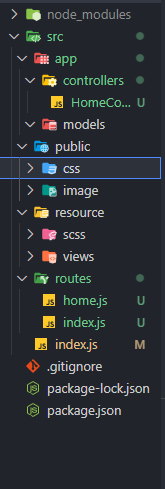 node_modules
src
app
controllers
JS HomeCo... U
models
public
css
image
resource
scss
views
routes
JS home.js U
JS index.js U
JS index.js M
.gitignore
package-lock.json
package.json